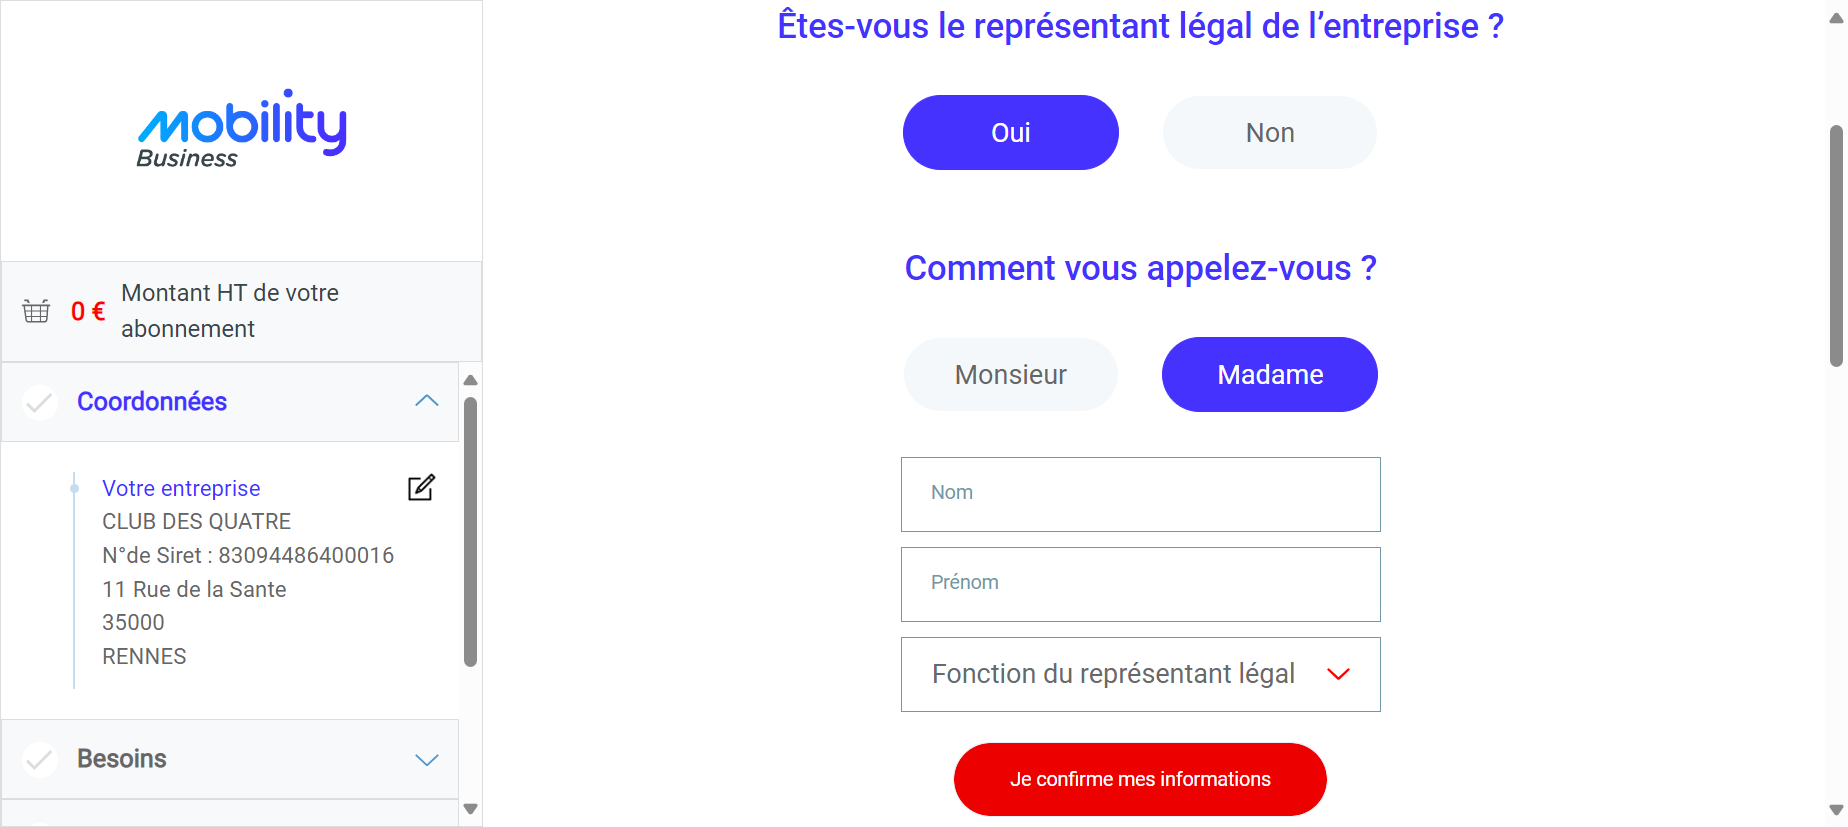 mobility
Business
0 €
Montant HT de votre
abonnement
Coordonnées
Votre entreprise
CLUB DES QUATRE
N°de Siret : 83094486400016
11 Rue de la Sante
35000
RENNES
Besoins
Êtes-vous le représentant légal de l’entreprise ?
Oui
Non
Comment vous appelez-vous ?
Monsieur
Madame
Nom
Prénom
Fonction du représentant légal
Je confirme mes informations